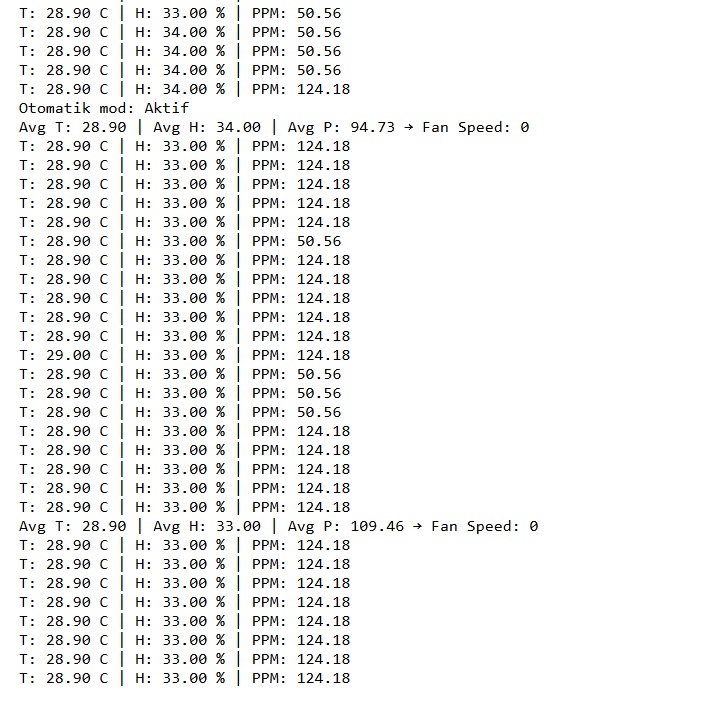 T: 28.90 C | H: 33.00 % | PPM: 50.56
T: 28.90 C | H: 34.00 % | PPM: 50.56
T: 28.90 C | H: 34.00 % | PPM: 50.56
T: 28.90 C | H: 34.00 % | PPM: 50.56
T: 28.90 C | H: 34.00 % | PPM: 124.18
Otomatik mod: Aktif
Avg T: 28.90 | Avg H: 34.00 | Avg P: 94.73 → Fan Speed: 0
T: 28.90 C | H: 33.00 % | PPM: 124.18
T: 28.90 C | H: 33.00 % | PPM: 124.18
T: 28.90 C | H: 33.00 % | PPM: 124.18
T: 28.90 C | H: 33.00 % | PPM: 124.18
T: 28.90 C | H: 33.00 % | PPM: 124.18
T: 28.90 C | H: 33.00 % | PPM: 50.56
T: 28.90 C | H: 33.00 % | PPM: 124.18
T: 28.90 C | H: 33.00 % | PPM: 124.18
T: 28.90 C | H: 33.00 % | PPM: 124.18
T: 28.90 C | H: 33.00 % | PPM: 124.18
T: 28.90 C | H: 33.00 % | PPM: 124.18
T: 29.00 C | H: 33.00 % | PPM: 124.18
T: 28.90 C | H: 33.00 % | PPM: 50.56
T: 28.90 C | H: 33.00 % | PPM: 50.56
T: 28.90 C | H: 33.00 % | PPM: 50.56
T: 28.90 C | H: 33.00 % | PPM: 124.18
T: 28.90 C | H: 33.00 % | PPM: 124.18
T: 28.90 C | H: 33.00 % | PPM: 124.18
T: 28.90 C | H: 33.00 % | PPM: 124.18
T: 28.90 C | H: 33.00 % | PPM: 124.18
Avg T: 28.90 | Avg H: 33.00 | Avg P: 109.46 → Fan Speed: 0
T: 28.90 C | H: 33.00 % | PPM: 124.18
T: 28.90 C | H: 33.00 % | PPM: 124.18
T: 28.90 C | H: 33.00 % | PPM: 124.18
T: 28.90 C | H: 33.00 % | PPM: 124.18
T: 28.90 C | H: 33.00 % | PPM: 124.18
T: 28.90 C | H: 33.00 % | PPM: 124.18
T: 28.90 C | H: 33.00 % | PPM: 124.18
T: 28.90 C | H: 33.00 % | PPM: 124.18